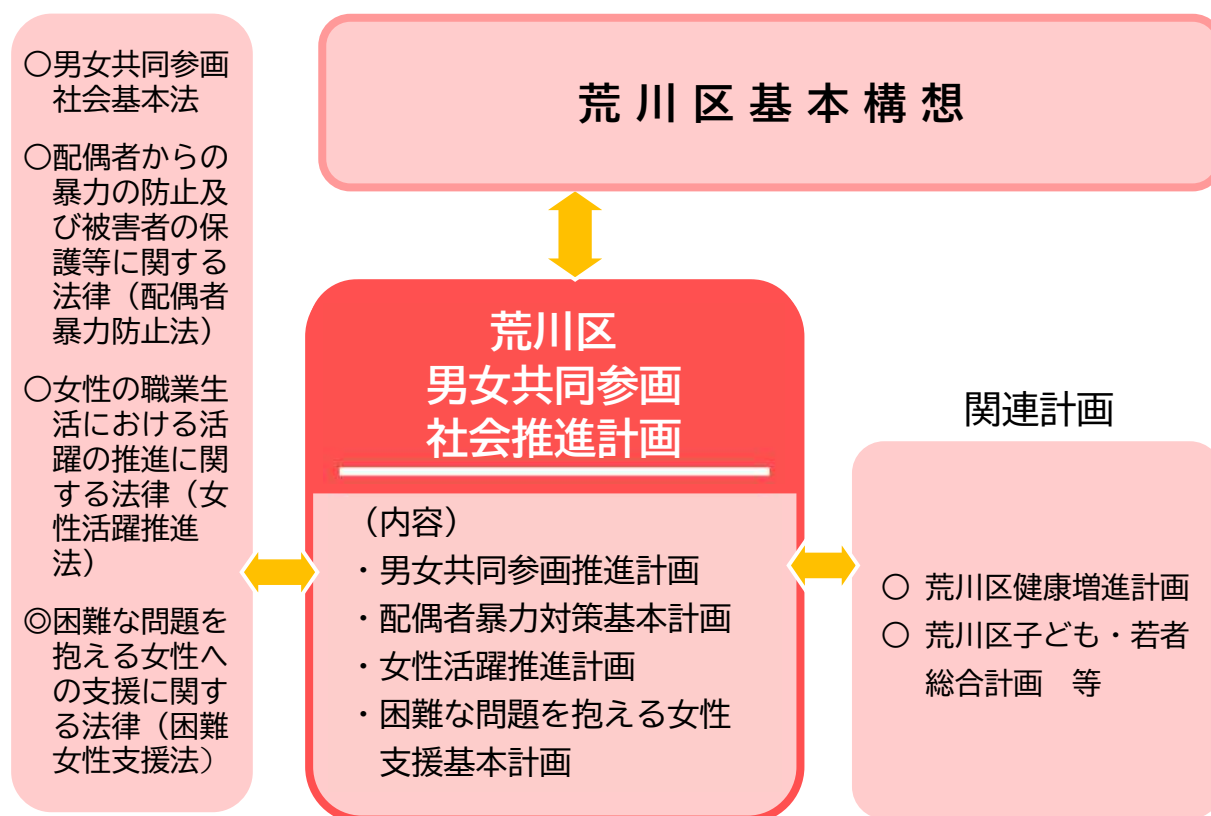 ○男女共同参画
社会基本法
○配偶者からの
暴力の防止及
び被害者の保
護等に関する
法律（配偶者
暴力防止法）
○女性の職業生
活における活
躍の推進に関
する法律（女
性活躍推進
法）
◎困難な問題を
抱える女性へ
の支援に関す
る法律（困難
女性支援法）
荒川区基本構想
荒川区
男女共同参画
社会推進計画
（内容）
・男女共同参画推進計画
・配偶者暴力対策基本計画
・女性活躍推進計画
・困難な問題を抱える女性
支援基本計画
関連計画
○ 荒川区健康増進計画
○ 荒川区子ども・若者
総合計画　等